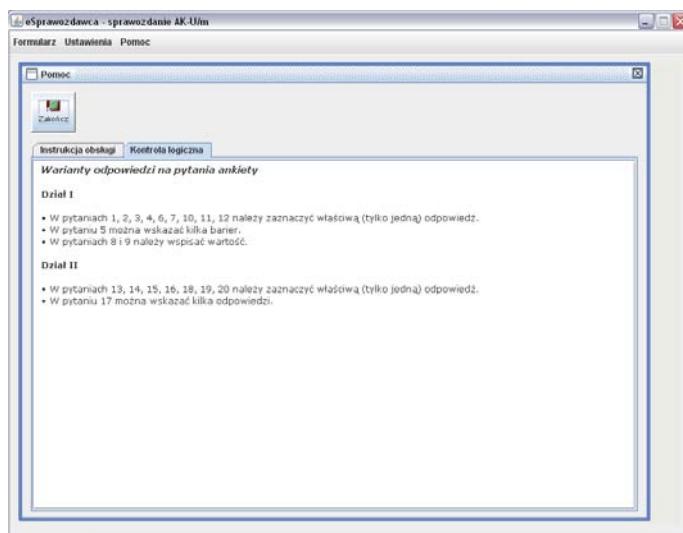 eSprawozdawca - sprawozdanie AK-U/m
Formularz Ustawienia Pomoc
Pomoc
Zakończ
Instrukcja obsługi Kontrola logiczna
Warianty odpowiedzi na pytania ankiety
Dział I
• W pytaniach 1, 2, 3, 4, 6, 7, 10, 11, 12 należy zaznaczyć właściwą (tylko jedną) odpowiedź.
• W pytaniu 5 można wskazać kilka barier.
• W pytaniach 8 i 9 należy wspisać wartość.
Dział II
• W pytaniach 13, 14, 15, 16, 18, 19, 20 należy zaznaczyć właściwą (tylko jedną) odpowiedź.
• W pytaniu 17 można wskazać kilka odpowiedzi.